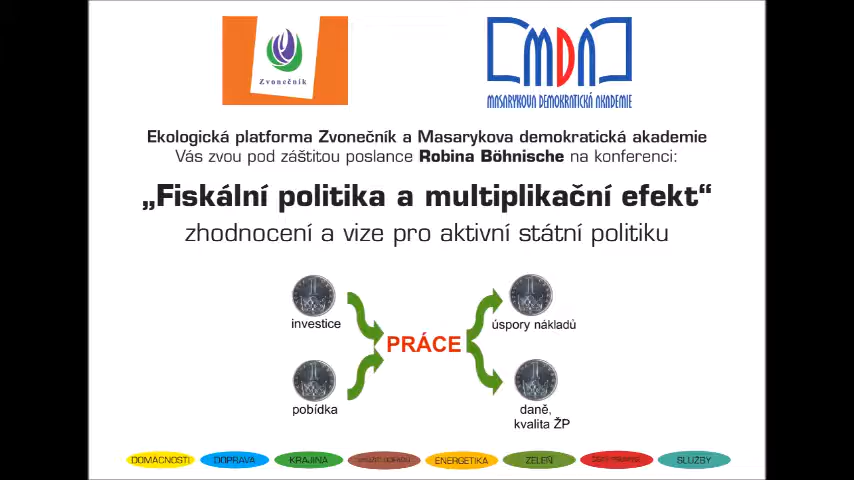 Zvonečník
MDA
MASARYKOVA DEMOKRATICKÁ AKADEMIE
Ekologická platforma Zvonečník a Masarykova demokratická akademie
Vás zvou pod záštitou poslance Robina Böhnische na konferenci:
„Fiskální politika a multiplikační efekt“
zhodnocení a vize pro aktivní státní politiku
investice
úspory nákladů
PRÁCE
pobídka
daně,
kvalita ŽP
DOMÁCNOSTI DOPRAVA KRAJINA ENERGETIKA ZELEŇ SLUŽBY